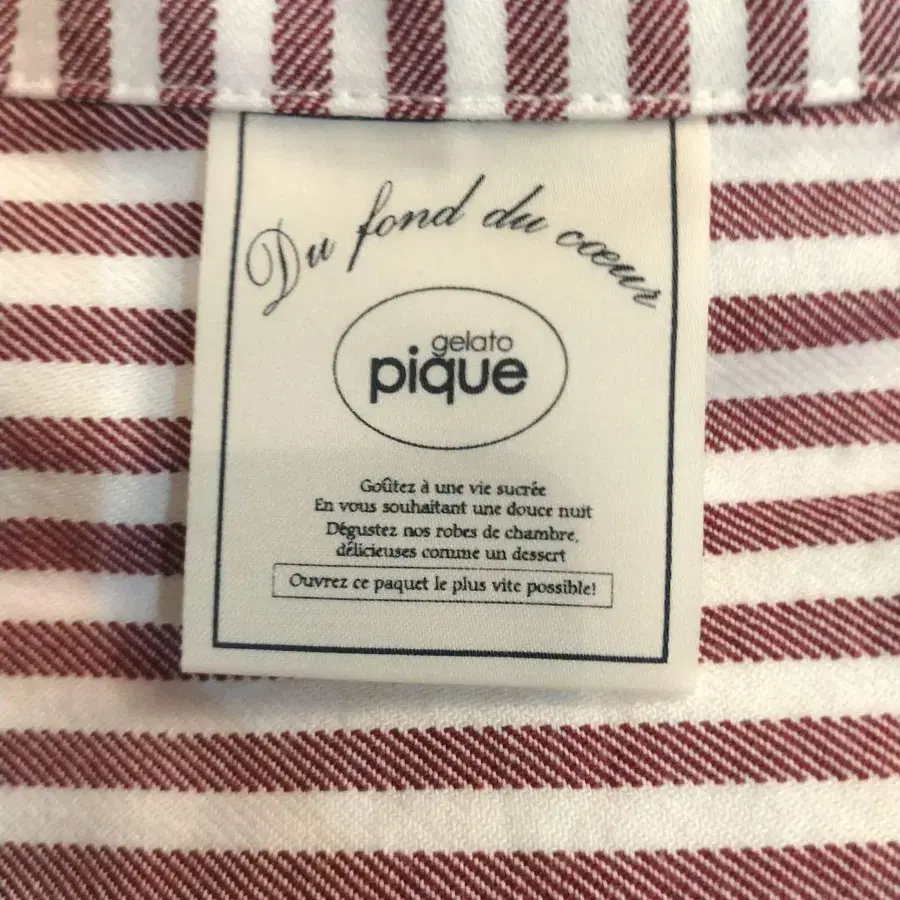 Du fond du cœur
gelato
pique
Goûtez à une vie sucrée
En vous souhaitant une douce nuit
Dégustez nos robes de chambre,
délicieuses comme un dessert
Ouvrez ce paquet le plus vite possible!